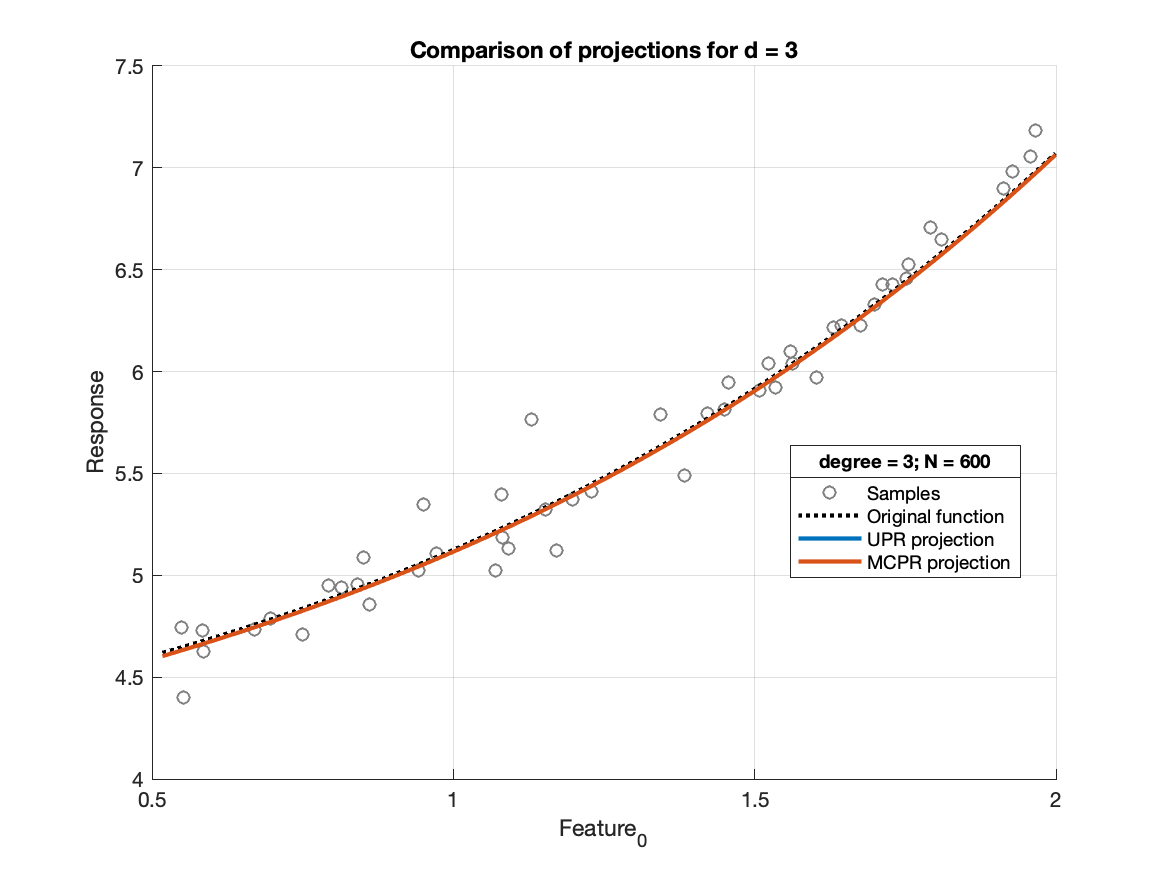 Comparison of projections for d = 3
7.5
7
6.5
6
5.5
5
4.5
4
Response
0.5
1
1.5
2
Feature0
degree = 3; N = 600
Samples
Original function
UPR projection
MCPR projection